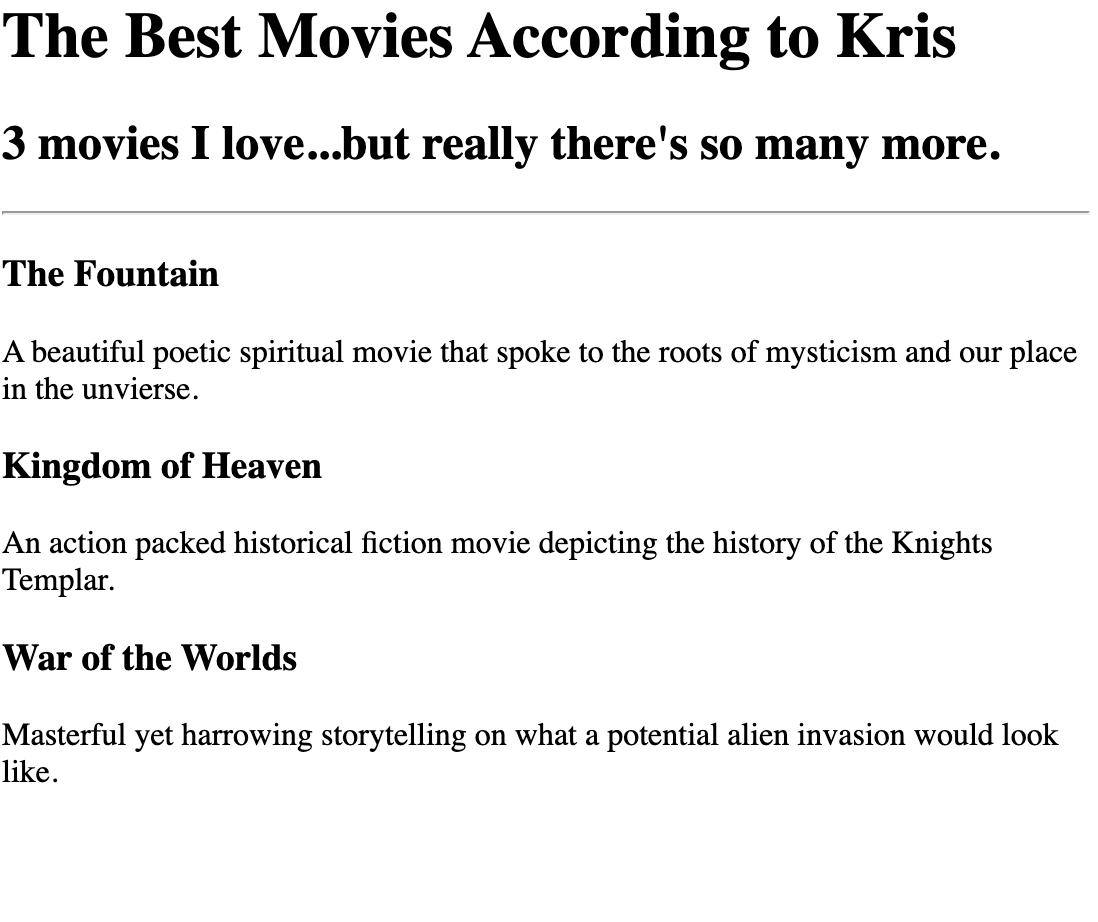 The Best Movies According to Kris
3 movies I love...but really there's so many more.
The Fountain
A beautiful poetic spiritual movie that spoke to the roots of mysticism and our place
in the unvierse.
Kingdom of Heaven
An action packed historical fiction movie depicting the history of the Knights
Templar.
War of the Worlds
Masterful yet harrowing storytelling on what a potential alien invasion would look
like.